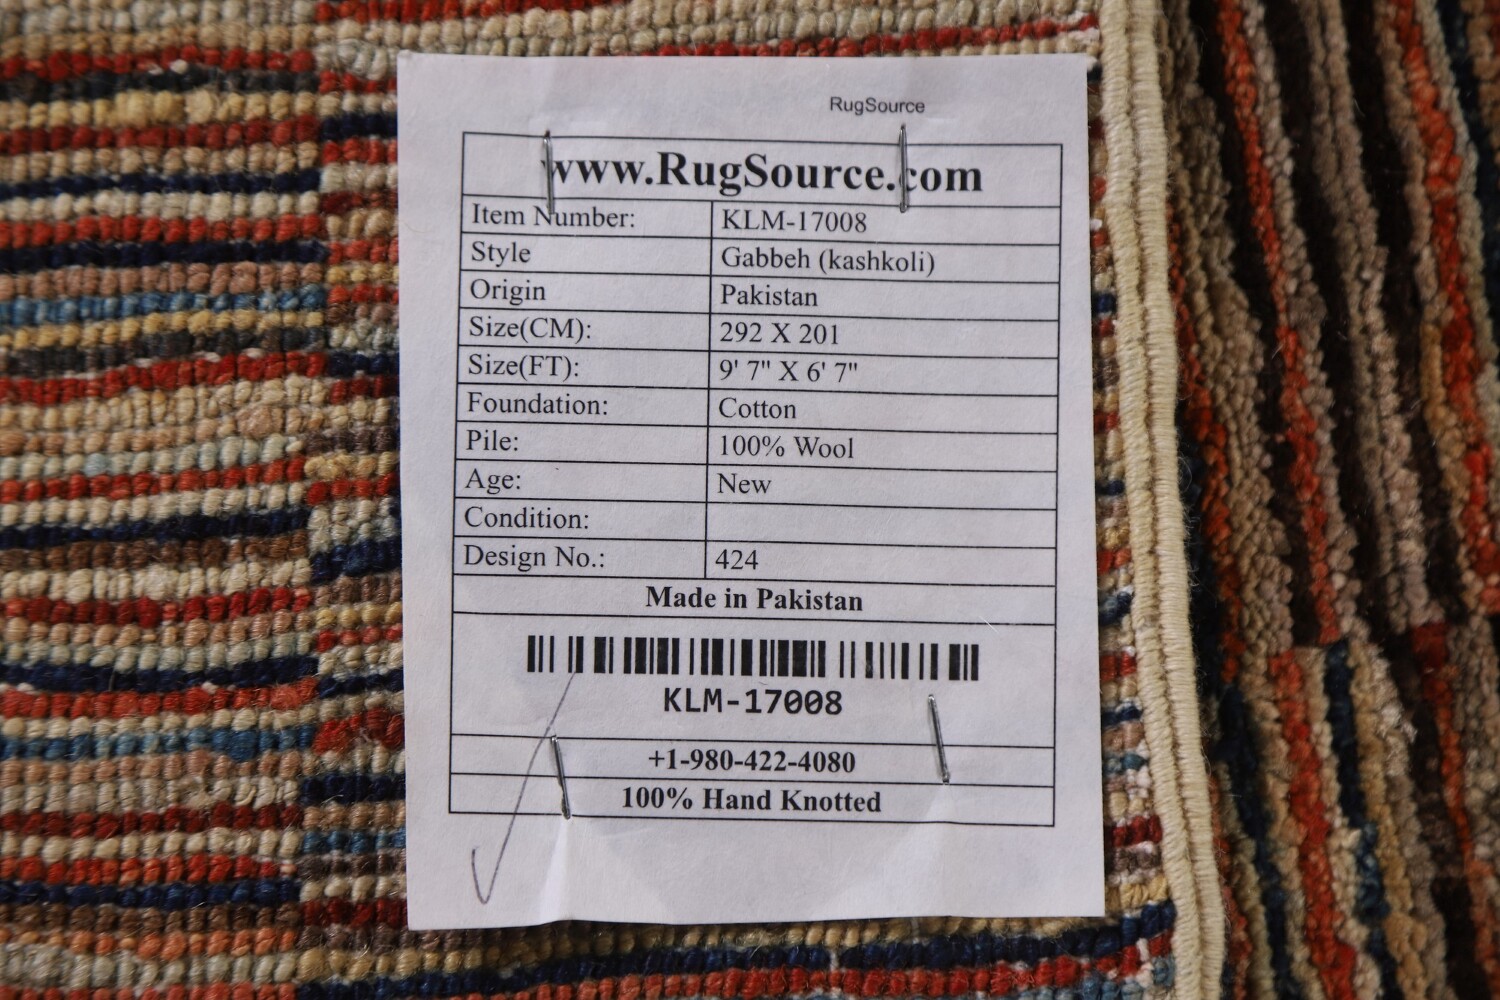 RugSource
www.RugSource.com
Item Number: KLM-17008
Style Gabbeh (kashkoli)
Origin Pakistan
Size(CM): 292 X 201
Size(FT): 9' 7" X 6' 7"
Foundation: Cotton
Pile: 100% Wool
Age: New
Condition:
Design No.: 424
Made in Pakistan
KLM-17008
+1-980-422-4080
100% Hand Knotted